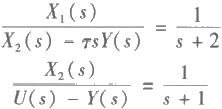 X₁(s) / (X₂(s) − τsY(s)) = 1 / (s + 2)
X₂(s) / (U(s) − Y(s)) = 1 / (s + 1)